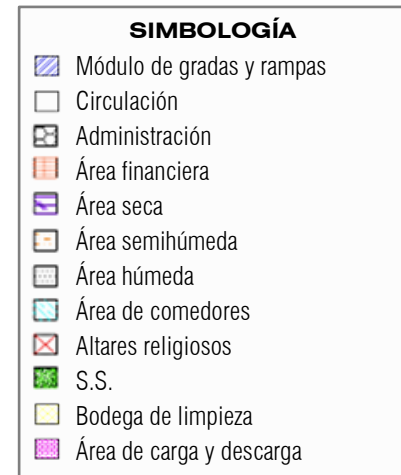 SIMBOLOGÍA
Módulo de gradas y rampas
Circulación
Administración
Área financiera
Área seca
Área semihúmeda
Área húmeda
Área de comedores
Altares religiosos
S.S.
Bodega de limpieza
Área de carga y descarga